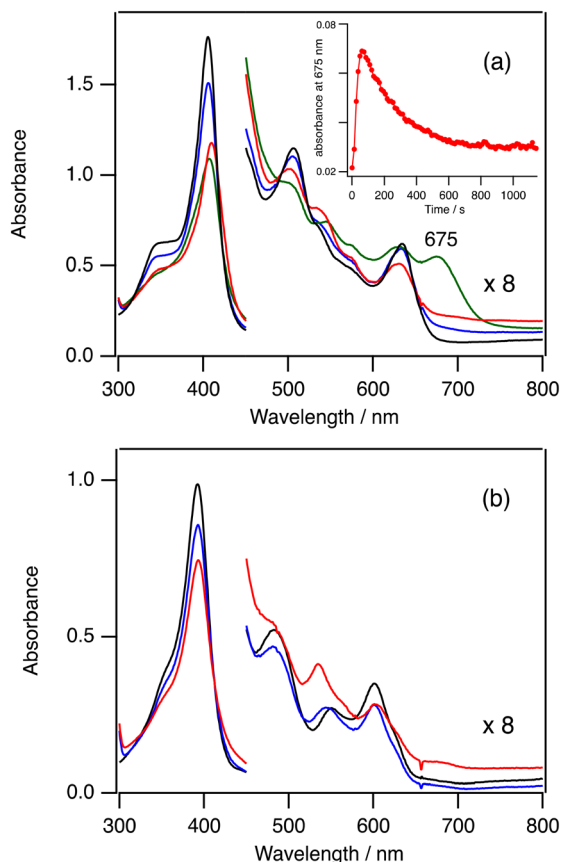 0.08
(a)
absorbance at 675 nm
0.02
0 200 400 600 800 1000
Time / s
1.5
1.0
0.5
0.0
Absorbance
675
x 8
300 400 500 600 700 800
Wavelength / nm
(b)
1.0
0.5
0.0
Absorbance
x 8
300 400 500 600 700 800
Wavelength / nm